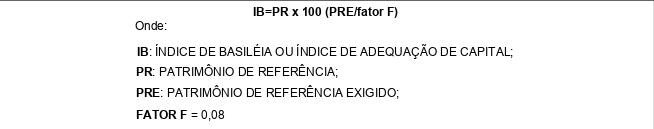 IB=PR x 100 (PRE/fator F)
Onde:
IB: ÍNDICE DE BASILÉIA OU ÍNDICE DE ADEQUAÇÃO DE CAPITAL;
PR: PATRIMÔNIO DE REFERÊNCIA;
PRE: PATRIMÔNIO DE REFERÊNCIA EXIGIDO;
FATOR F = 0,08